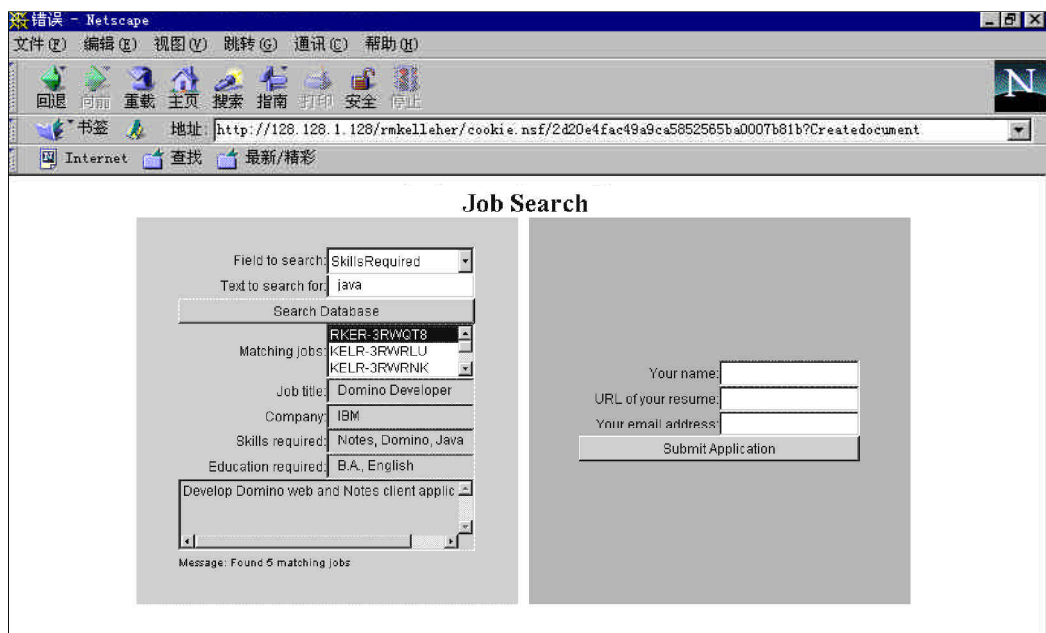 错误 - Netscape
文件(F) 编辑(E) 视图(V) 跳转(G) 通讯(C) 帮助(H)
回退 向前 重载 主页 搜索 指南 打印 安全 停止
N
书签 地址: http://128.128.1.128/rmkelleher/cookie.nsf/2d20e4fac49a9ca5852565ba0007b81b?Createdocument
Internet 查找 最新/精彩
Job Search
Field to search: SkillsRequired
Text to search for: java
Search Database
Matching jobs: RKER-3RWQT8
KELR-3RWRLU
KELR-3RWRNK
Job title: Domino Developer
Company: IBM
Skills required: Notes, Domino, Java
Education required: B.A., English
Develop Domino web and Notes client applic
Message: Found 5 matching jobs
Your name:
URL of your resume:
Your email address:
Submit Application